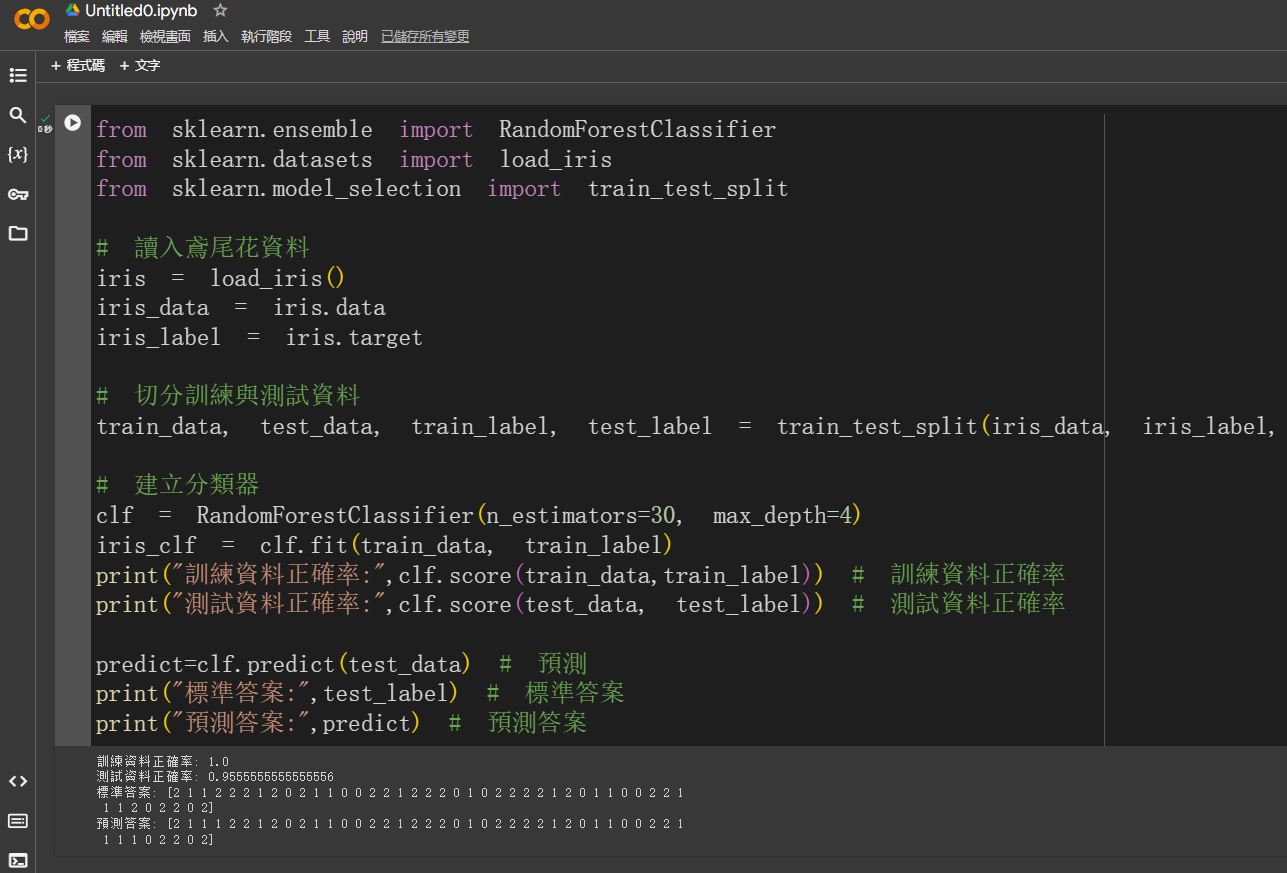 Untitled0.ipynb
檔案 編輯 檢視畫面 插入 執行階段 工具 說明 已儲存所有變更
+ 程式碼 + 文字
0 秒
from sklearn.ensemble import RandomForestClassifier
from sklearn.datasets import load_iris
from sklearn.model_selection import train_test_split
# 讀入鳶尾花資料
iris = load_iris()
iris_data = iris.data
iris_label = iris.target
# 切分訓練與測試資料
train_data, test_data, train_label, test_label = train_test_split(iris_data, iris_label,
# 建立分類器
clf = RandomForestClassifier(n_estimators=30, max_depth=4)
iris_clf = clf.fit(train_data, train_label)
print("訓練資料正確率:",clf.score(train_data,train_label)) # 訓練資料正確率
print("測試資料正確率:",clf.score(test_data, test_label)) # 測試資料正確率
predict=clf.predict(test_data) # 預測
print("標準答案:",test_label) # 標準答案
print("預測答案:",predict) # 預測答案
訓練資料正確率: 1.0
測試資料正確率: 0.9555555555555556
標準答案: [2 1 1 2 2 2 1 2 0 2 1 1 0 0 2 2 1 2 2 2 0 1 0 2 2 2 2 1 2 0 1 1 0 0 2 2 1
1 1 2 0 2 2 0 2]
預測答案: [2 1 1 1 2 2 1 2 0 2 1 1 0 0 2 2 1 2 2 2 0 1 0 2 2 2 2 1 2 0 1 1 0 0 2 2 1
1 1 1 0 2 2 0 2]